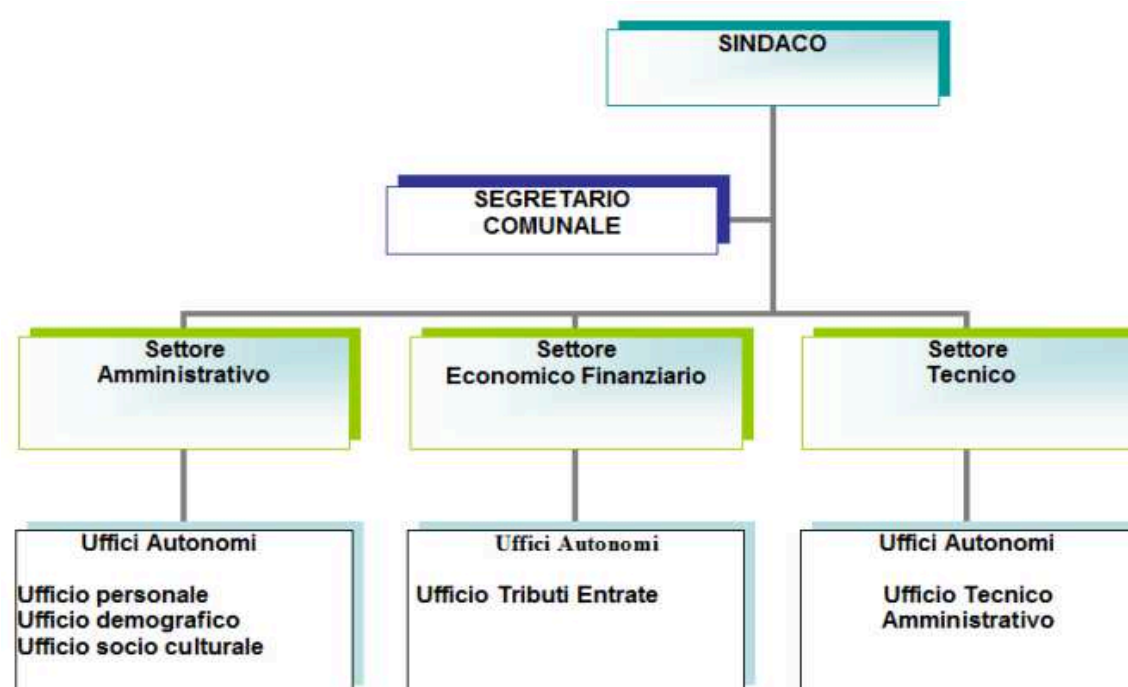 SINDACO
SEGRETARIO
COMUNALE
Settore
Amministrativo
Settore
Economico Finanziario
Settore
Tecnico
Uffici Autonomi
Ufficio personale
Ufficio demografico
Ufficio socio culturale
Uffici Autonomi
Ufficio Tributi Entrate
Uffici Autonomi
Ufficio Tecnico
Amministrativo